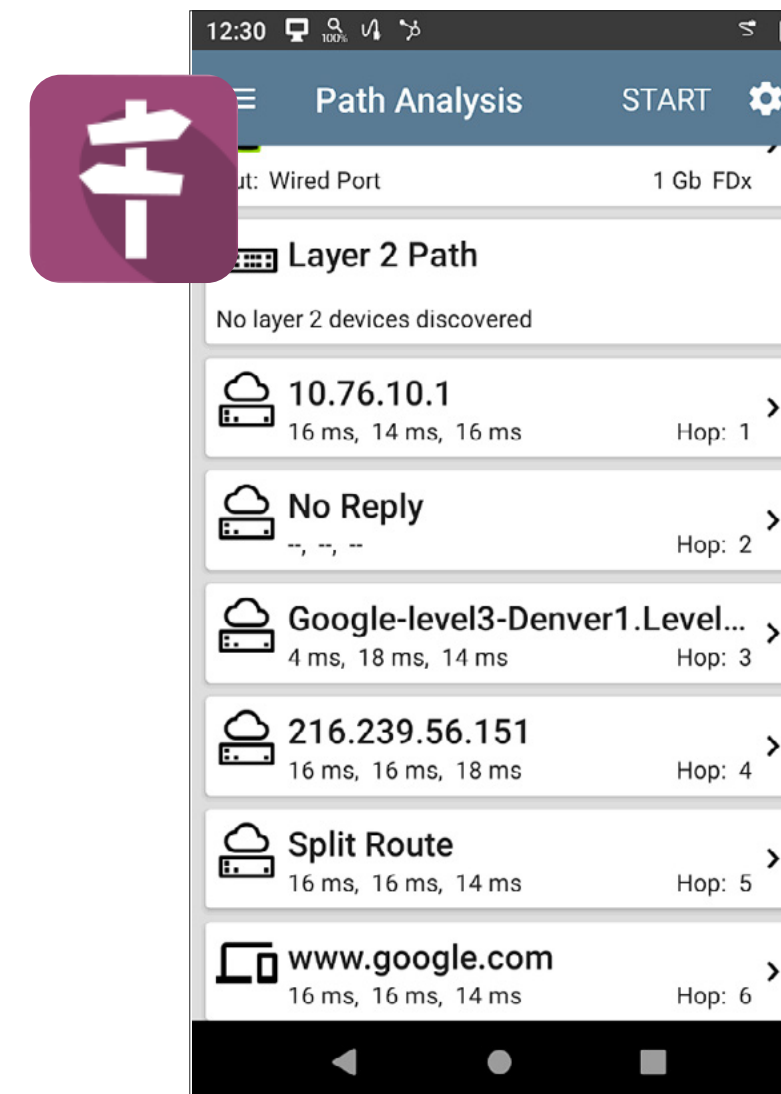 12:30
100%
Path Analysis START
ut: Wired Port 1 Gb FDx
Layer 2 Path
No layer 2 devices discovered
10.76.10.1
16 ms, 14 ms, 16 ms Hop: 1
No Reply
--, --, -- Hop: 2
Google-level3-Denver1.Level...
4 ms, 18 ms, 14 ms Hop: 3
216.239.56.151
16 ms, 16 ms, 18 ms Hop: 4
Split Route
16 ms, 16 ms, 14 ms Hop: 5
www.google.com
16 ms, 16 ms, 14 ms Hop: 6